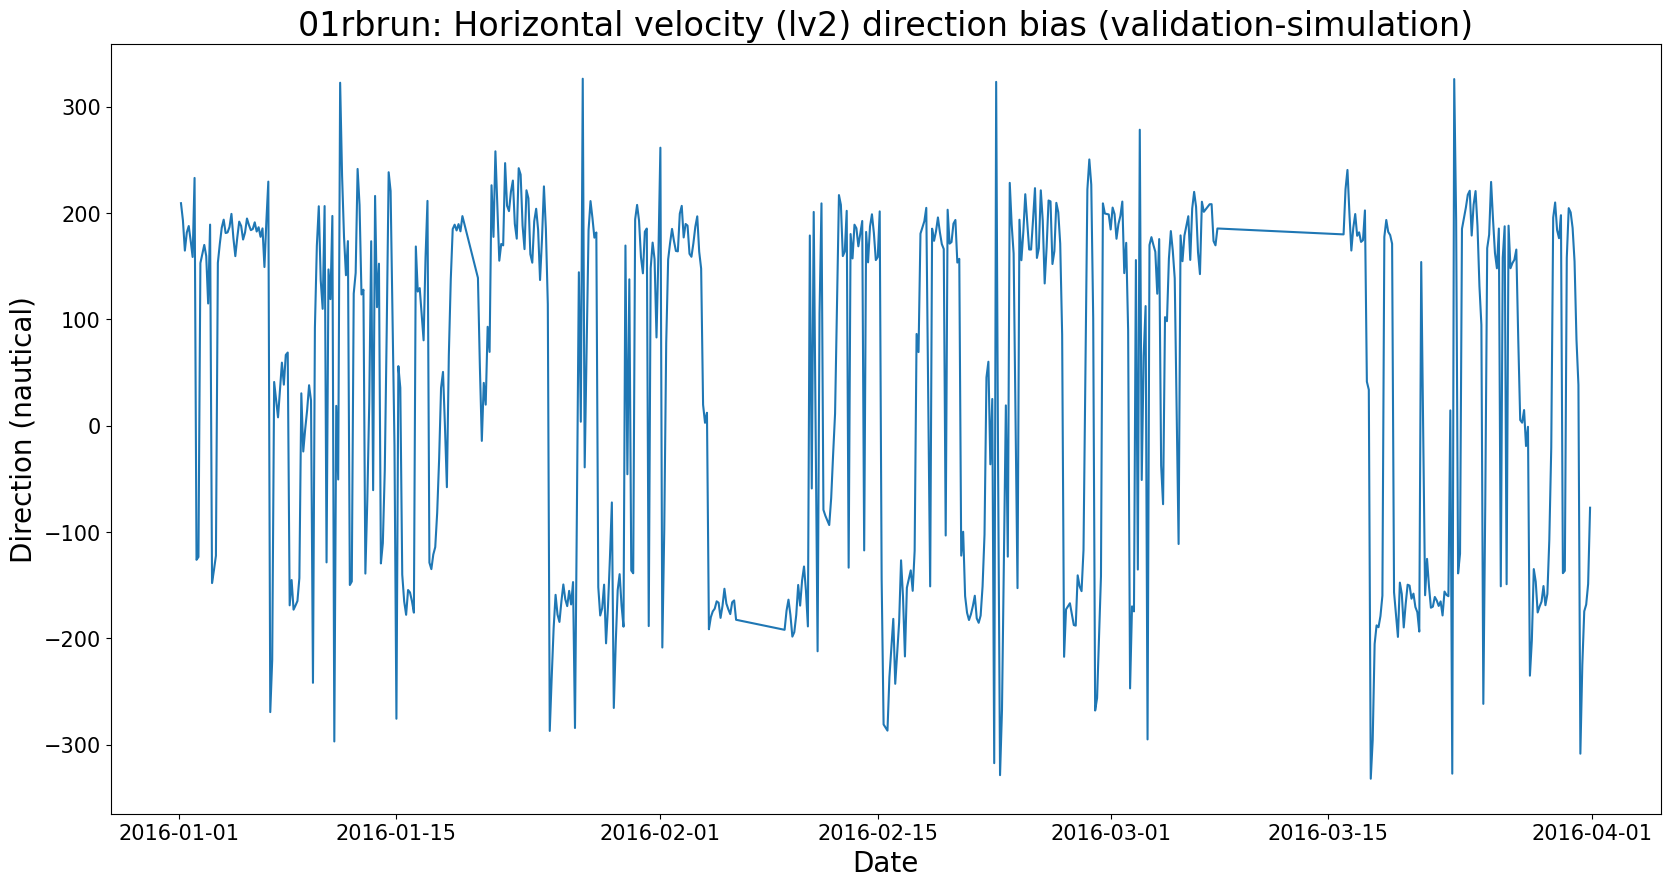 01rbrun: Horizontal velocity (lv2) direction bias (validation-simulation)
Direction (nautical)
300
200
100
0
−100
−200
−300
2016-01-01 2016-01-15 2016-02-01 2016-02-15 2016-03-01 2016-03-15 2016-04-01
Date